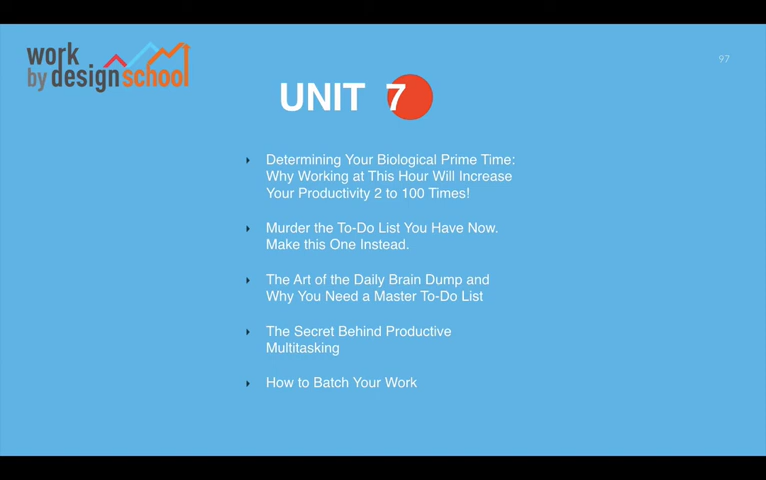 work
by design school
97
UNIT 7
Determining Your Biological Prime Time:
Why Working at This Hour Will Increase
Your Productivity 2 to 100 Times!
Murder the To-Do List You Have Now.
Make this One Instead.
The Art of the Daily Brain Dump and
Why You Need a Master To-Do List
The Secret Behind Productive
Multitasking
How to Batch Your Work